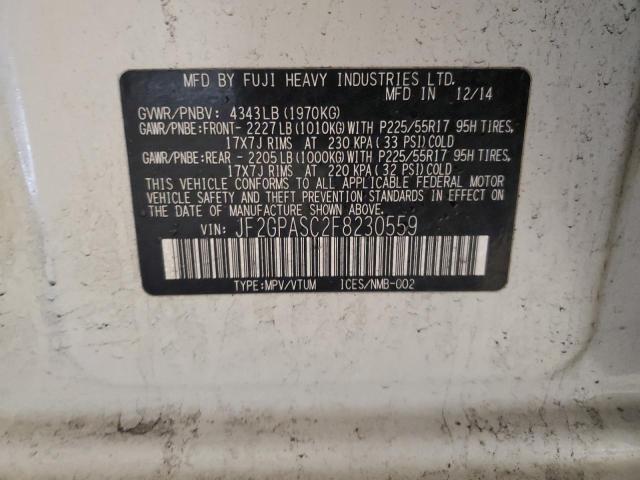 MFD BY FUJI HEAVY INDUSTRIES LTD.
MFD IN 12/14
GVWR/PNBV: 4343LB(1970KG)
GAWR/PNBE:FRONT- 2227LB(1010KG)WITH P225/55R17 95H TIRES,
17X7J RIMS AT 230 KPA(33 PSI)COLD
GAWR/PNBE:REAR - 2205LB(1000KG)WITH P225/55R17 95H TIRES,
17X7J RIMS AT 220 KPA(32 PSI)COLD
THIS VEHICLE CONFORMS TO ALL APPLICABLE FEDERAL MOTOR
VEHICLE SAFETY AND THEFT PREVENTION STANDARDS IN EFFECT ON
THE DATE OF MANUFACTURE SHOWN ABOVE.
VIN: JF2GPASC2F8230559
TYPE:MPV/VTUM ICES/NMB-002